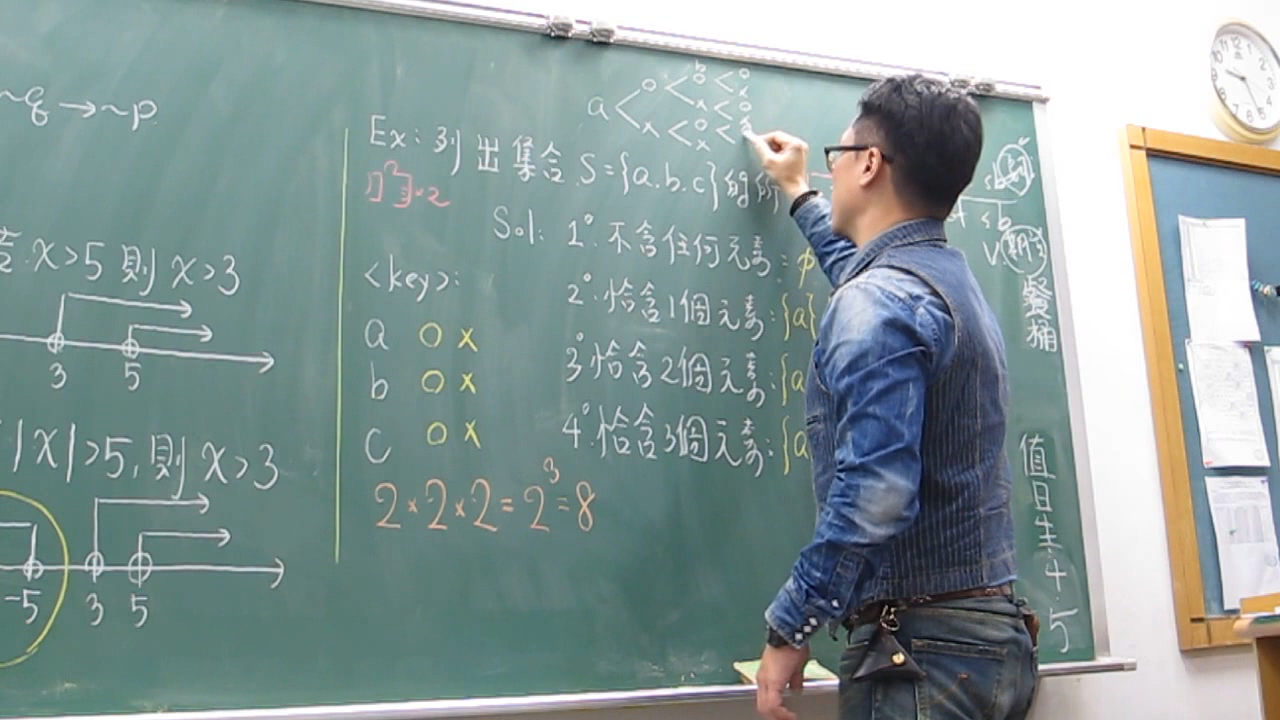 ~q → ~p
若 x>5 則 x>3
3 5
|x|>5, 則 x>3
-5 3 5
a < o < o < o
x
x < o
x < o <
x
b
Ex: 列出集合 S={a.b.c}的所
×2
Sol: 1°. 不含任何元素: φ
2°. 恰含1個元素: {a}
3° 恰含2個元素: {a
4°. 恰含3個元素: {a
<key>:
a o x
b o x
c o x
2×2×2=2³=8
餐桶
值日生. 4. 5